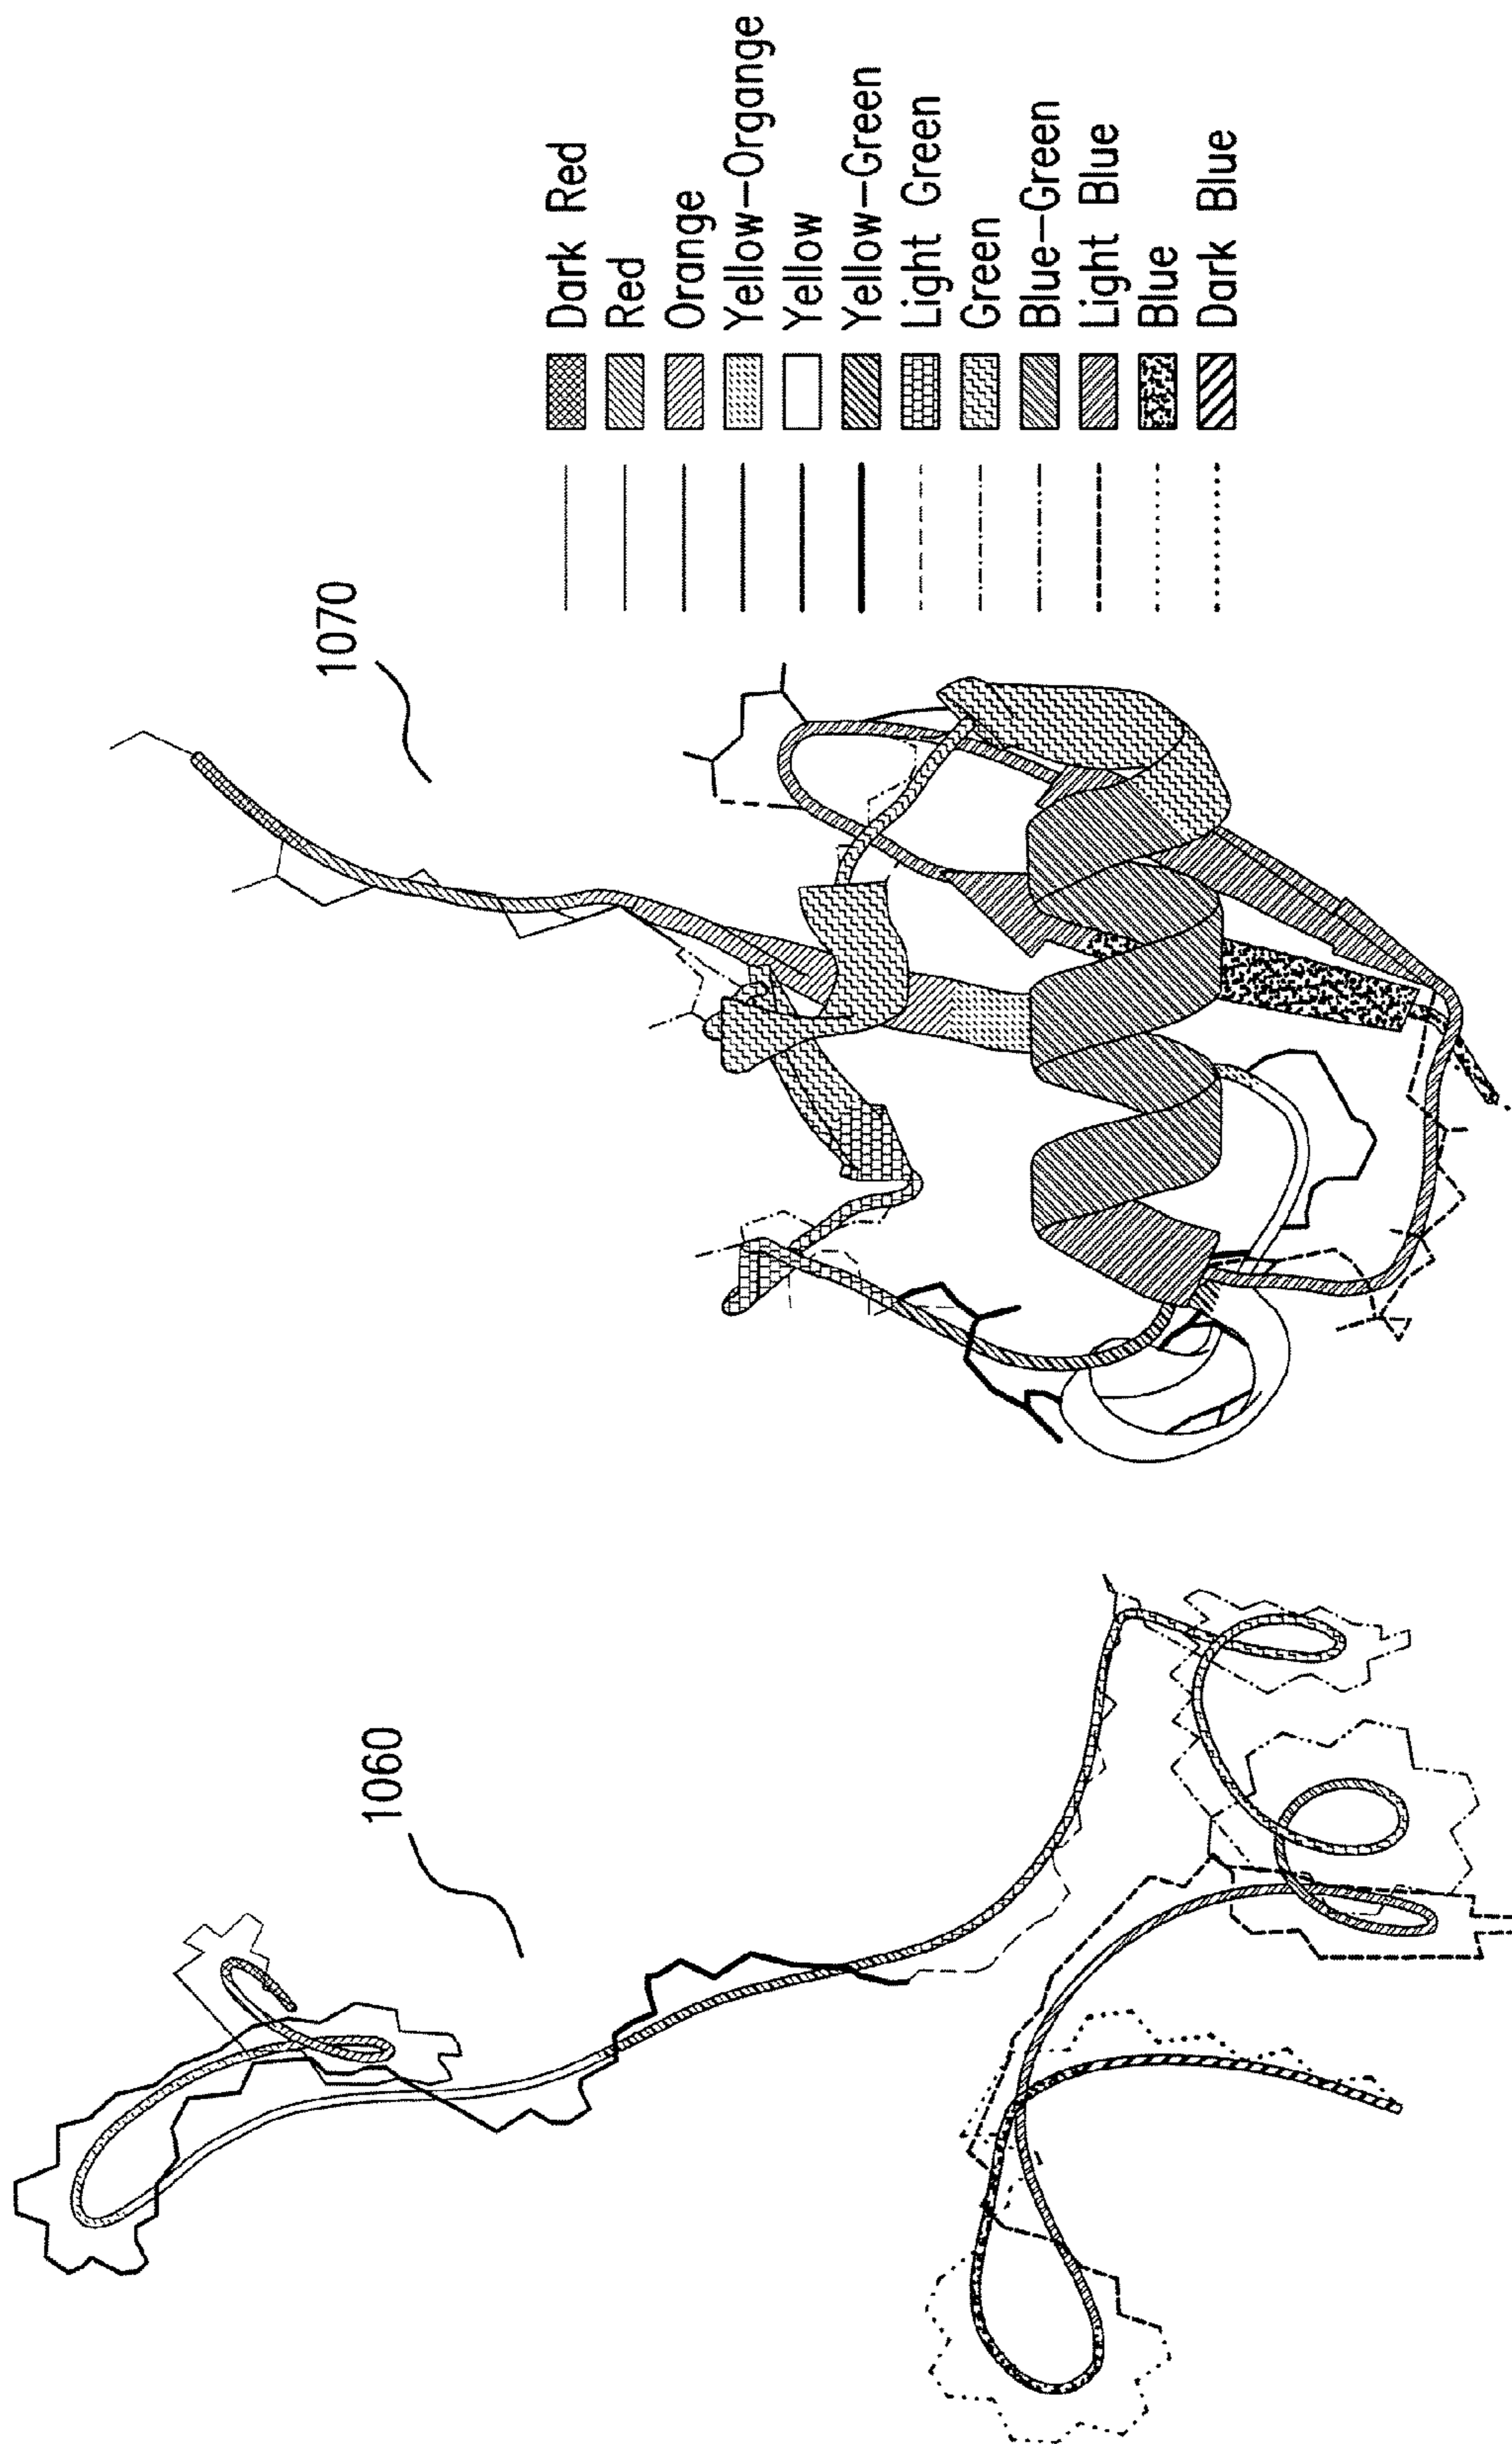 1060
1070
Dark Red
Red
Orange
Yellow-Organge
Yellow
Yellow-Green
Light Green
Green
Blue-Green
Light Blue
Blue
Dark Blue